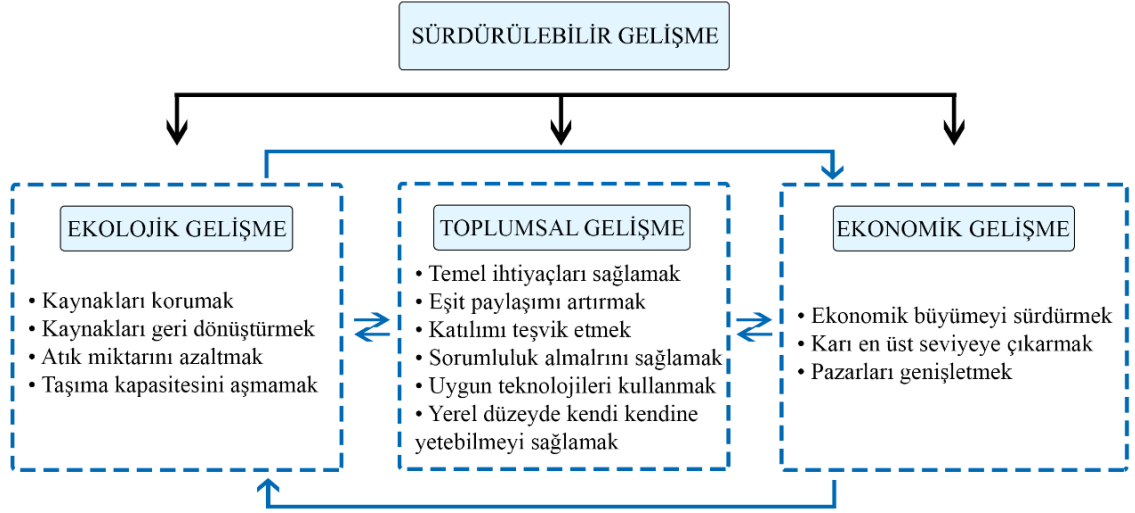 SÜRDÜRÜLEBİLİR GELİŞME
EKOLOJİK GELİŞME
• Kaynakları korumak
• Kaynakları geri dönüştürmek
• Atık miktarını azaltmak
• Taşıma kapasitesini aşmamak
TOPLUMSAL GELİŞME
• Temel ihtiyaçları sağlamak
• Eşit paylaşımı artırmak
• Katılımı teşvik etmek
• Sorumluluk almalrını sağlamak
• Uygun teknolojileri kullanmak
• Yerel düzeyde kendi kendine
yetebilmeyi sağlamak
EKONOMİK GELİŞME
• Ekonomik büyümeyi sürdürmek
• Karı en üst seviyeye çıkarmak
• Pazarları genişletmek